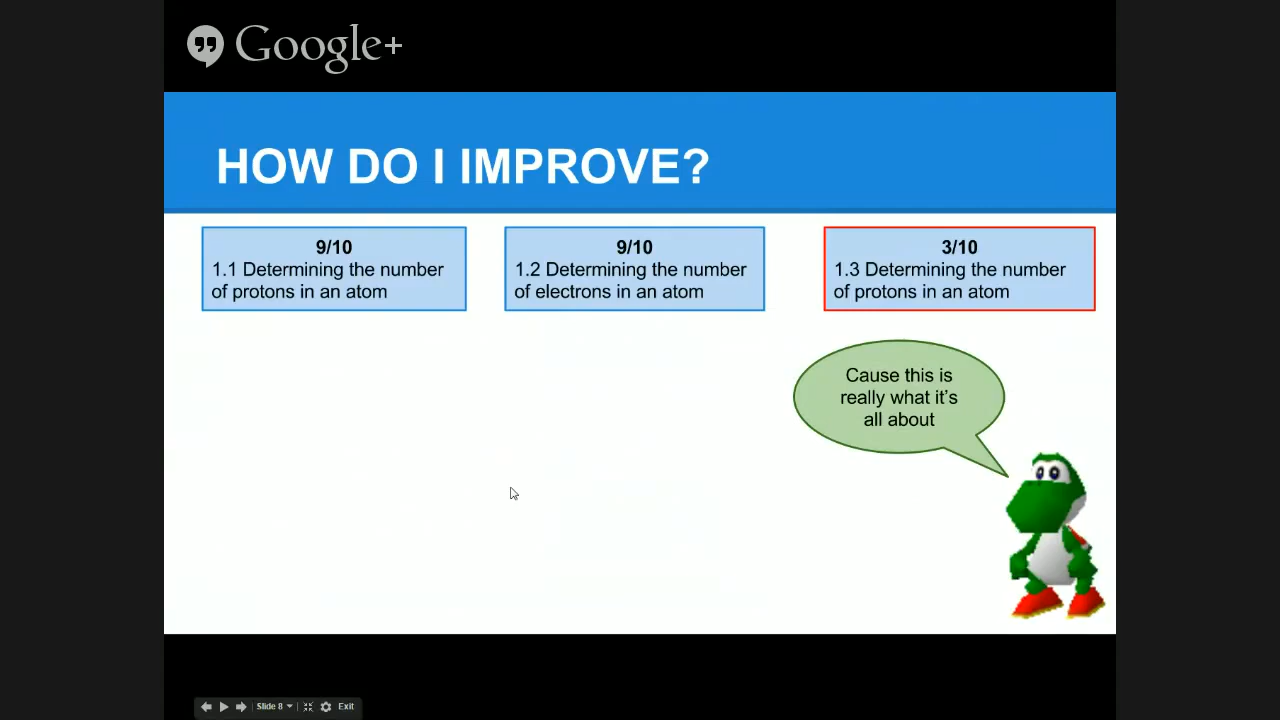 Google+
HOW DO I IMPROVE?
9/10
1.1 Determining the number
of protons in an atom
9/10
1.2 Determining the number
of electrons in an atom
3/10
1.3 Determining the number
of protons in an atom
Cause this is
really what it's
all about
Slide 8
Exit